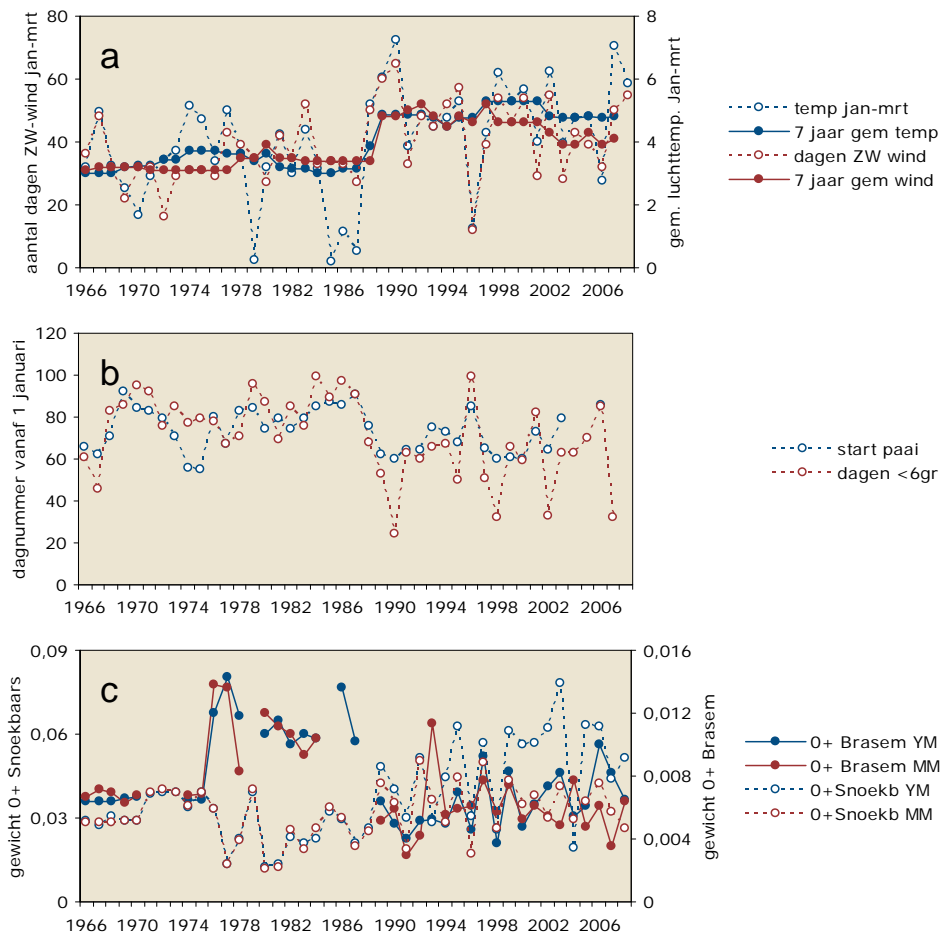 a
aantal dagen ZW-wind jan-mrt
80
60
40
20
0
8
6
4
2
0
gem. luchttemp. Jan-mrt
1966 1970 1974 1978 1982 1986 1990 1994 1998 2002 2006
temp jan-mrt
7 jaar gem temp
dagen ZW wind
7 jaar gem wind
b
dagnummer vanaf 1 januari
120
100
80
60
40
20
0
1966 1970 1974 1978 1982 1986 1990 1994 1998 2002 2006
start paai
dagen <6gr
c
gewicht 0+ Snoekbaars
0,09
0,06
0,03
0
0,016
0,012
0,008
0,004
0
gewicht 0+ Brasem
1966 1970 1974 1978 1982 1986 1990 1994 1998 2002 2006
0+ Brasem YM
0+ Brasem MM
0+Snoekb YM
0+Snoekb MM